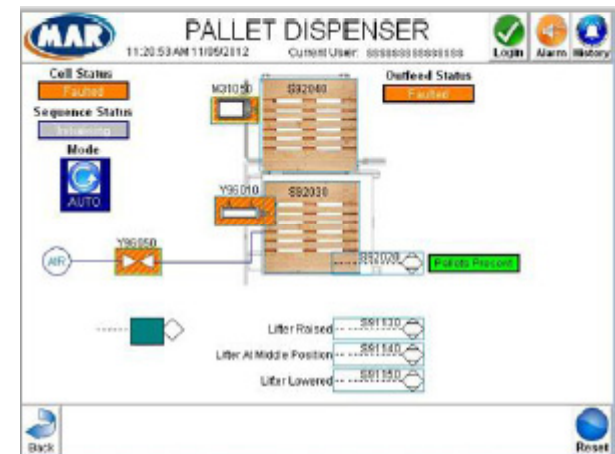 MAR
PALLET DISPENSER
11:20:53 AM 11/09/2012 Current User:
Login Alarm History
Cell Status
Faulted
Sequence Status
Mode
AUTO
Outfeed Status
Faulted
M31050
S92040
Y96010
S92030
Y96050
AIR
S92020
Pallets Present
Lifter Raised S91130
Lifter At Middle Position S91140
Lifter Lowered S91150
Back
Reset